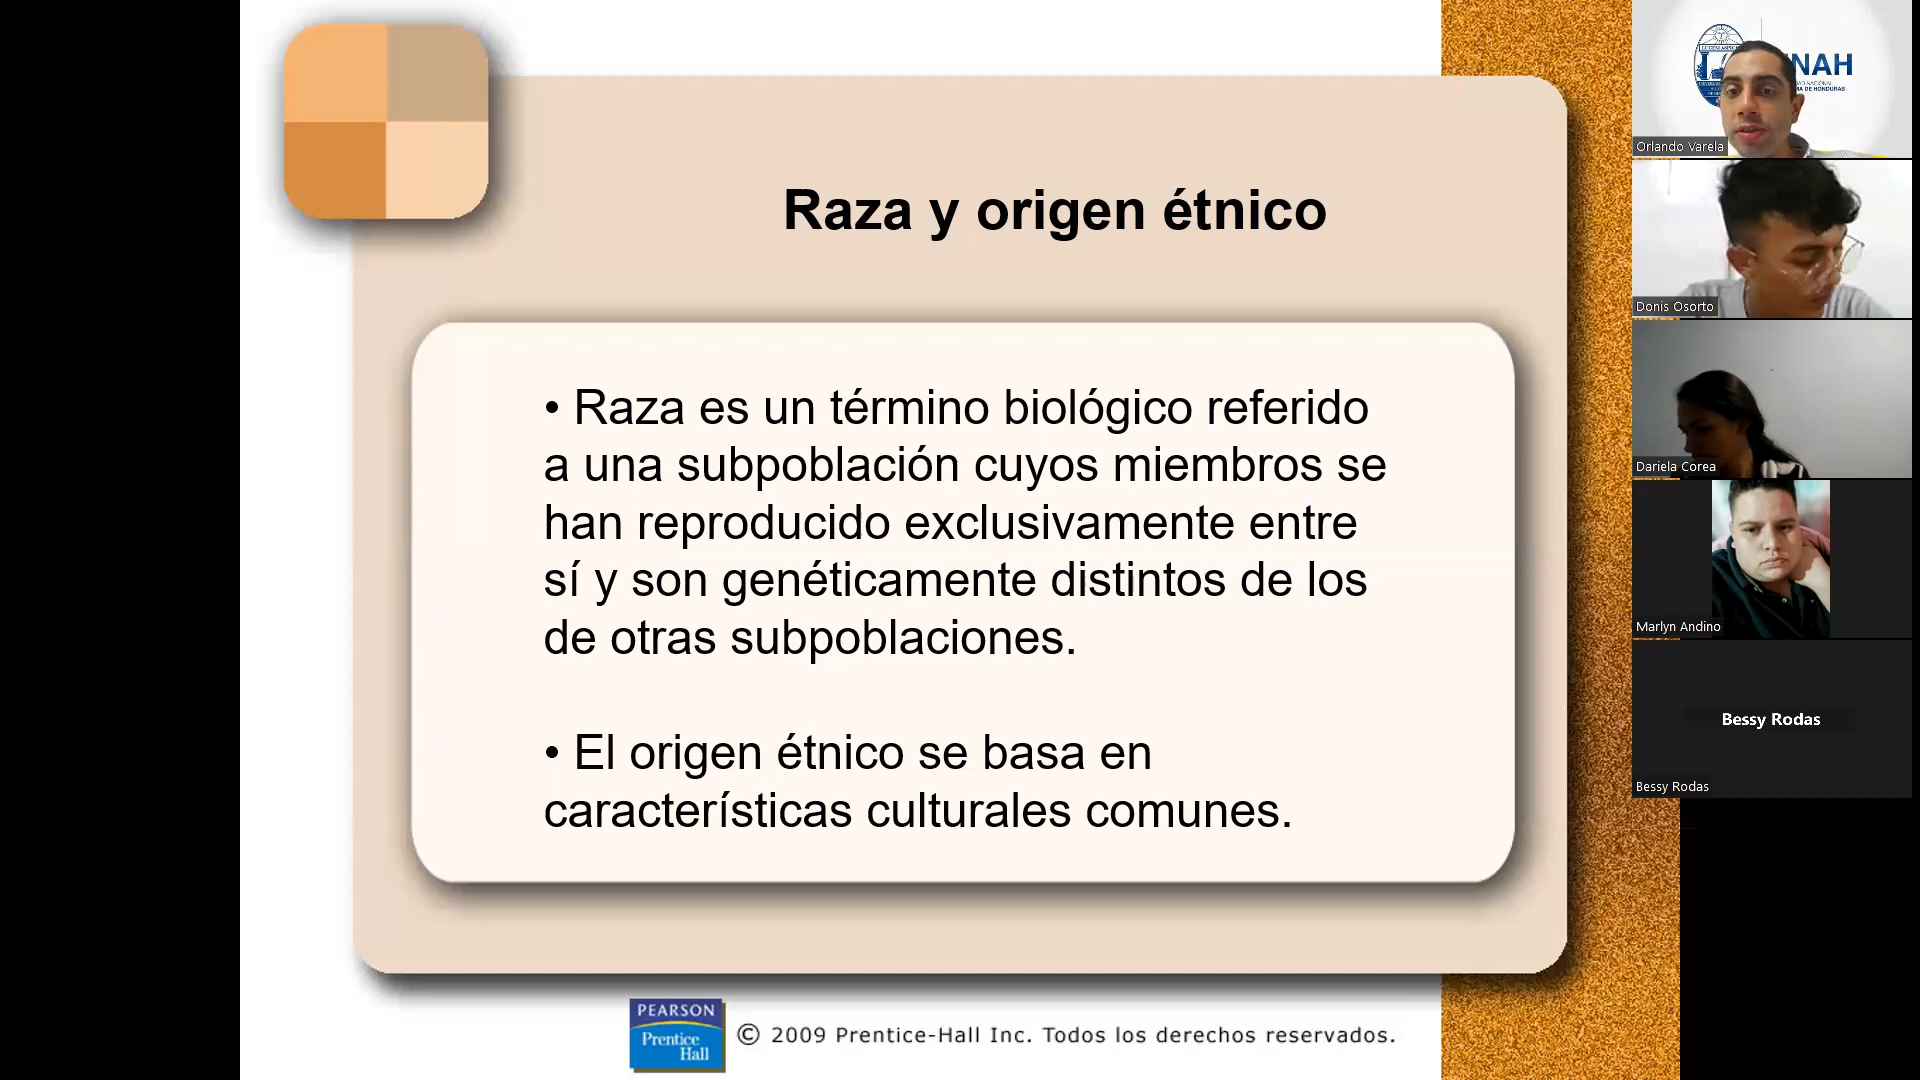 Raza y origen étnico
• Raza es un término biológico referido
a una subpoblación cuyos miembros se
han reproducido exclusivamente entre
sí y son genéticamente distintos de los
de otras subpoblaciones.
• El origen étnico se basa en
características culturales comunes.
PEARSON
Prentice
Hall
© 2009 Prentice-Hall Inc. Todos los derechos reservados.
NAH
MA DE HONDURAS
Orlando Varela
Donis Osorto
Dariela Corea
Marlyn Andino
Bessy Rodas
Bessy Rodas